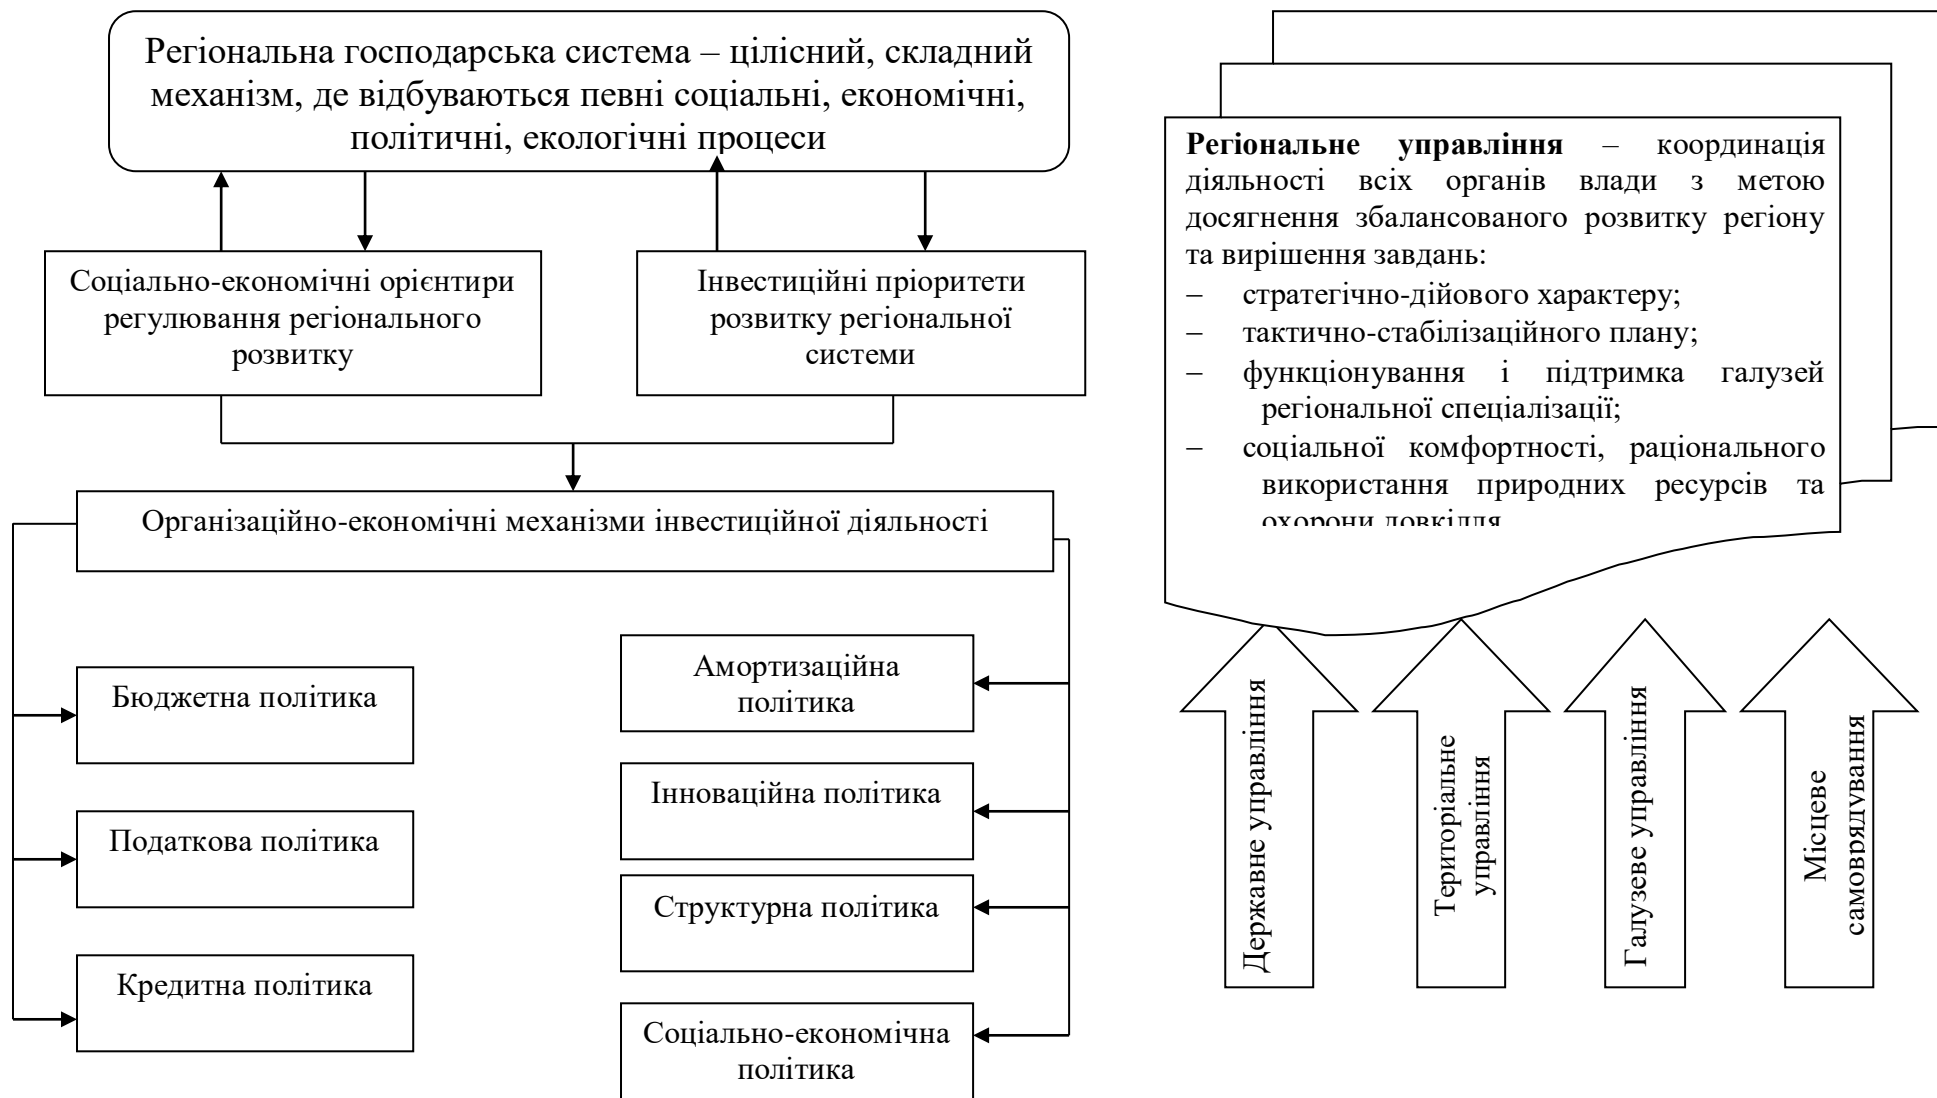 Регіональна господарська система – цілісний, складний
механізм, де відбуваються певні соціальні, економічні,
політичні, екологічні процеси
Соціально-економічні орієнтири
регулювання регіонального
розвитку
Інвестиційні пріоритети
розвитку регіональної
системи
Організаційно-економічні механізми інвестиційної діяльності
Бюджетна політика
Податкова політика
Кредитна політика
Амортизаційна
політика
Інноваційна політика
Структурна політика
Соціально-економічна
політика
Регіональне управління – координація
діяльності всіх органів влади з метою
досягнення збалансованого розвитку регіону
та вирішення завдань:
– стратегічно-дійового характеру;
– тактично-стабілізаційного плану;
– функціонування і підтримка галузей
регіональної спеціалізації;
– соціальної комфортності, раціонального
використання природних ресурсів та
охорони довкілля
Державне управління
Територіальне
управління
Галузеве управління
Місцеве
самоврядування